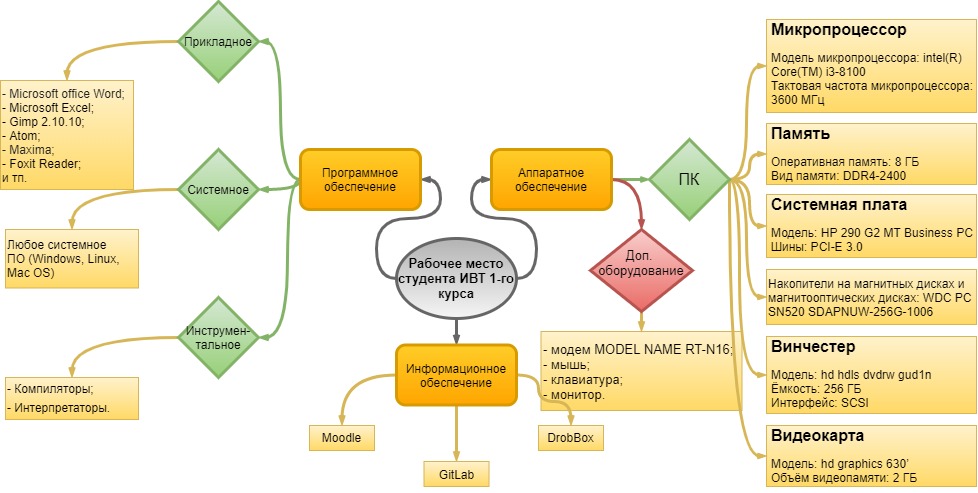 Прикладное
- Microsoft office Word;
- Microsoft Excel;
- Gimp 2.10.10;
- Atom;
- Maxima;
- Foxit Reader;
и тп.
Системное
Любое системное
ПО (Windows, Linux,
Mac OS)
Инструмен-
тальное
- Компиляторы;
- Интерпретаторы.
Программное
обеспечение
Аппаратное
обеспечение
Рабочее место
студента ИВТ 1-го
курса
Информационное
обеспечение
Moodle
GitLab
DrobBox
ПК
Доп.
оборудование
- модем MODEL NAME RT-N16;
- мышь;
- клавиатура;
- монитор.
Микропроцессор
Модель микропроцессора: intel(R)
Core(TM) i3-8100
Тактовая частота микропроцессора:
3600 МГц
Память
Оперативная память: 8 ГБ
Вид памяти: DDR4-2400
Системная плата
Модель: HP 290 G2 MT Business PC
Шины: PCI-E 3.0
Накопители на магнитных дисках и
магнитооптических дисках: WDC PC
SN520 SDAPNUW-256G-1006
Винчестер
Модель: hd hdls dvdrw gud1n
Ёмкость: 256 ГБ
Интерфейс: SCSI
Видеокарта
Модель: hd graphics 630'
Объём видеопамяти: 2 ГБ